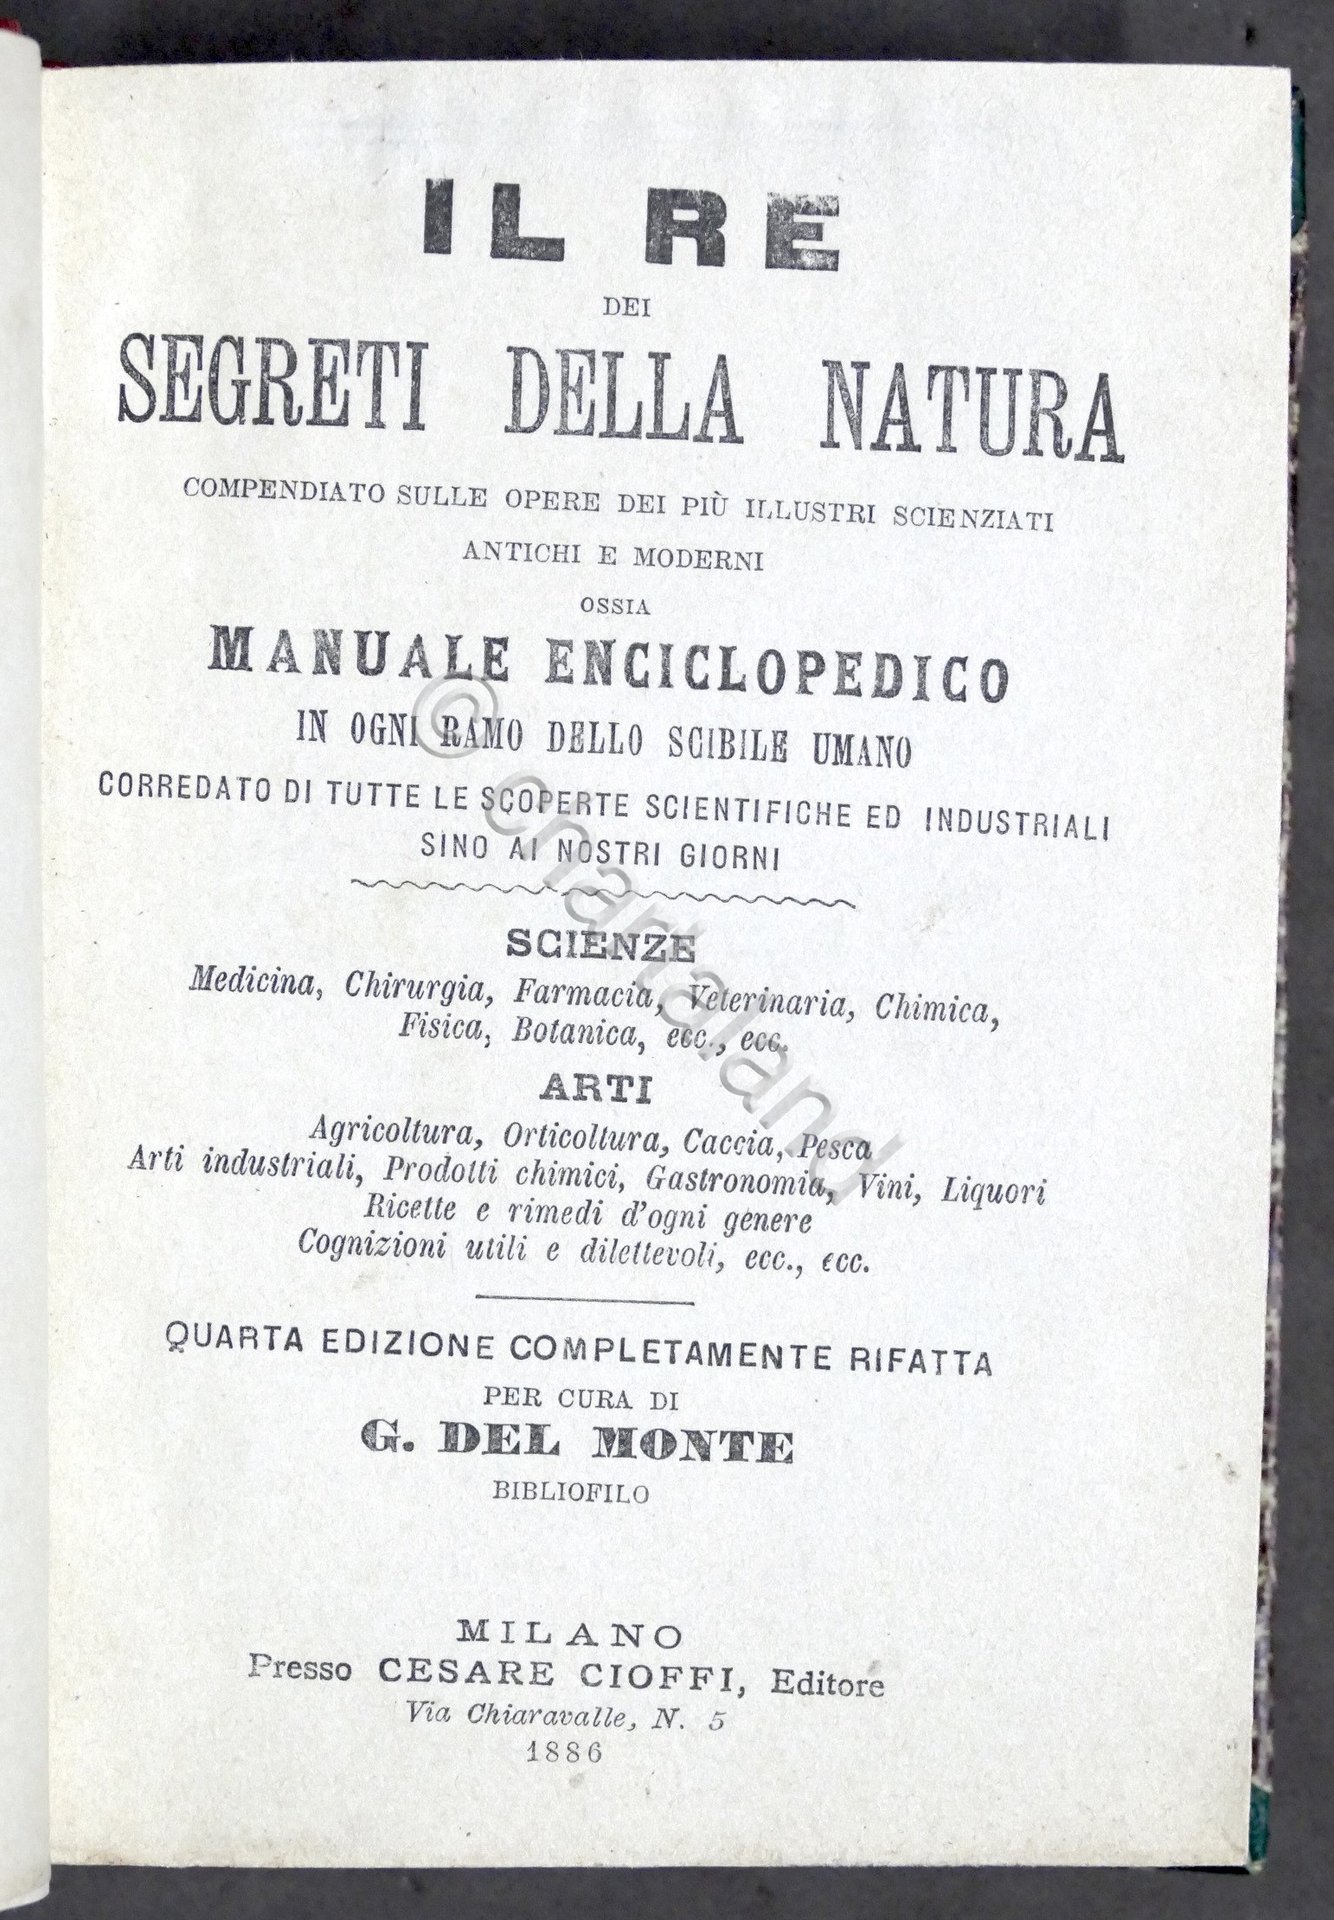 IL RE
DEI
SEGRETI DELLA NATURA
COMPENDIATO SULLE OPERE DEI PIÙ ILLUSTRI SCIENZIATI
ANTICHI E MODERNI
OSSIA
MANUALE ENCICLOPEDICO
IN OGNI RAMO DELLO SCIBILE UMANO
CORREDATO DI TUTTE LE SCOPERTE SCIENTIFICHE ED INDUSTRIALI
SINO AI NOSTRI GIORNI
SCIENZE
Medicina, Chirurgia, Farmacia, Veterinaria, Chimica,
Fisica, Botanica, ecc., ecc.
ARTI
Agricoltura, Orticoltura, Caccia, Pesca
Arti industriali, Prodotti chimici, Gastronomia, Vini, Liquori
Ricette e rimedi d'ogni genere
Cognizioni utili e dilettevoli, ecc., ecc.
QUARTA EDIZIONE COMPLETAMENTE RIFATTA
PER CURA DI
G. DEL MONTE
BIBLIOFILO
MILANO
Presso CESARE CIOFFI, Editore
Via Chiaravalle, N. 5
1886
© chartaland